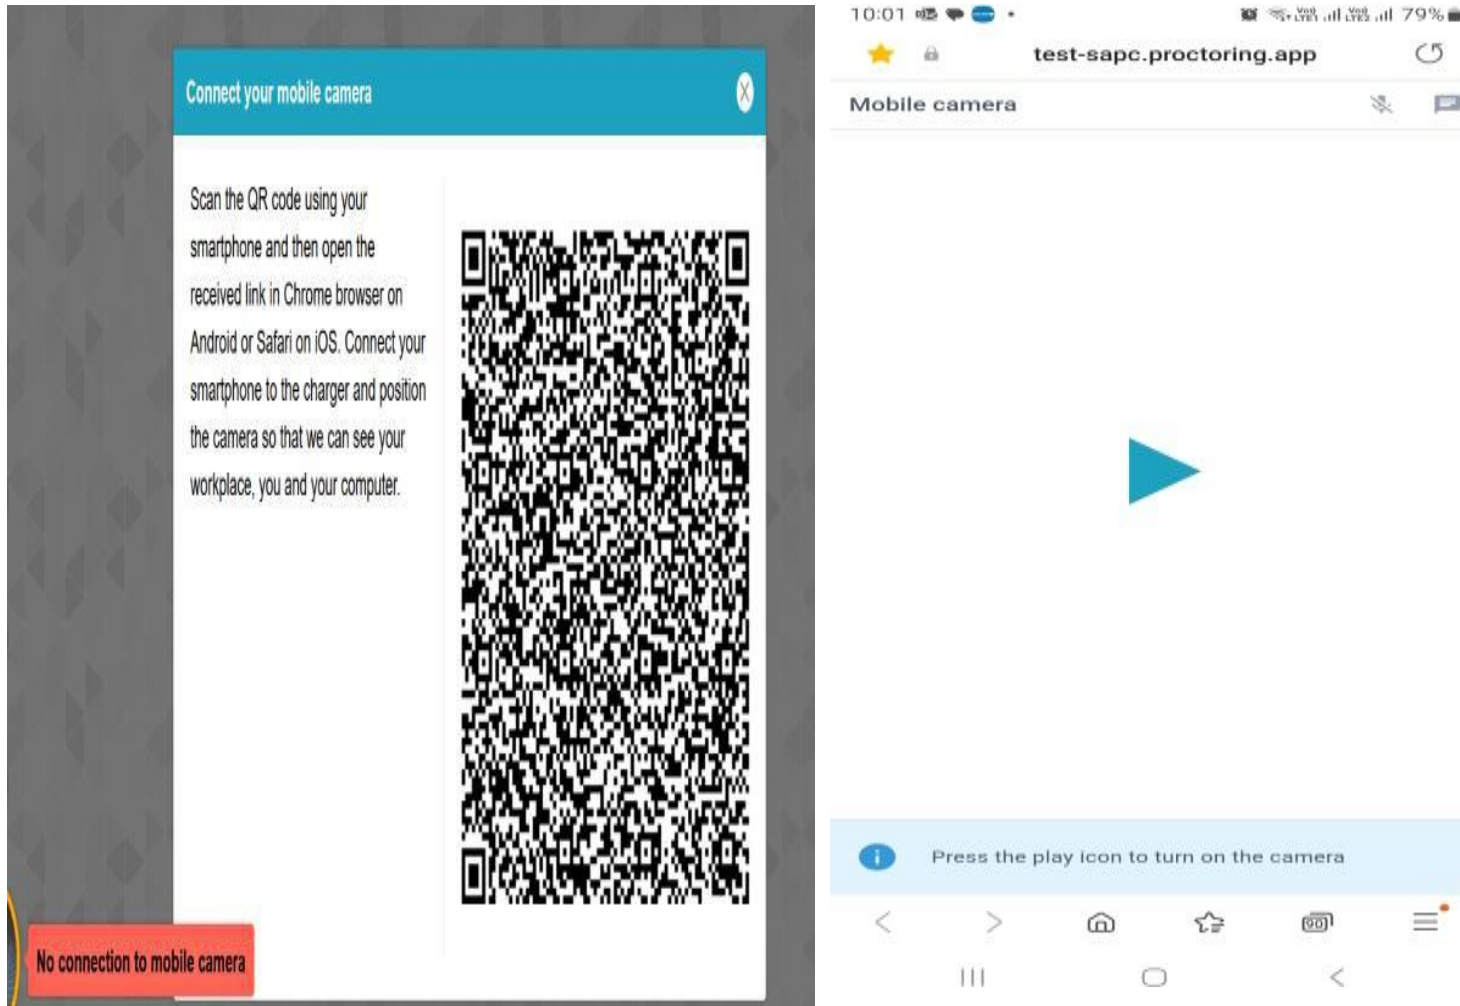 Connect your mobile camera
Scan the QR code using your
smartphone and then open the
received link in Chrome browser on
Android or Safari on iOS. Connect your
smartphone to the charger and position
the camera so that we can see your
workplace, you and your computer.
No connection to mobile camera
10:01
79%
test-sapc.proctoring.app
Mobile camera
Press the play icon to turn on the camera